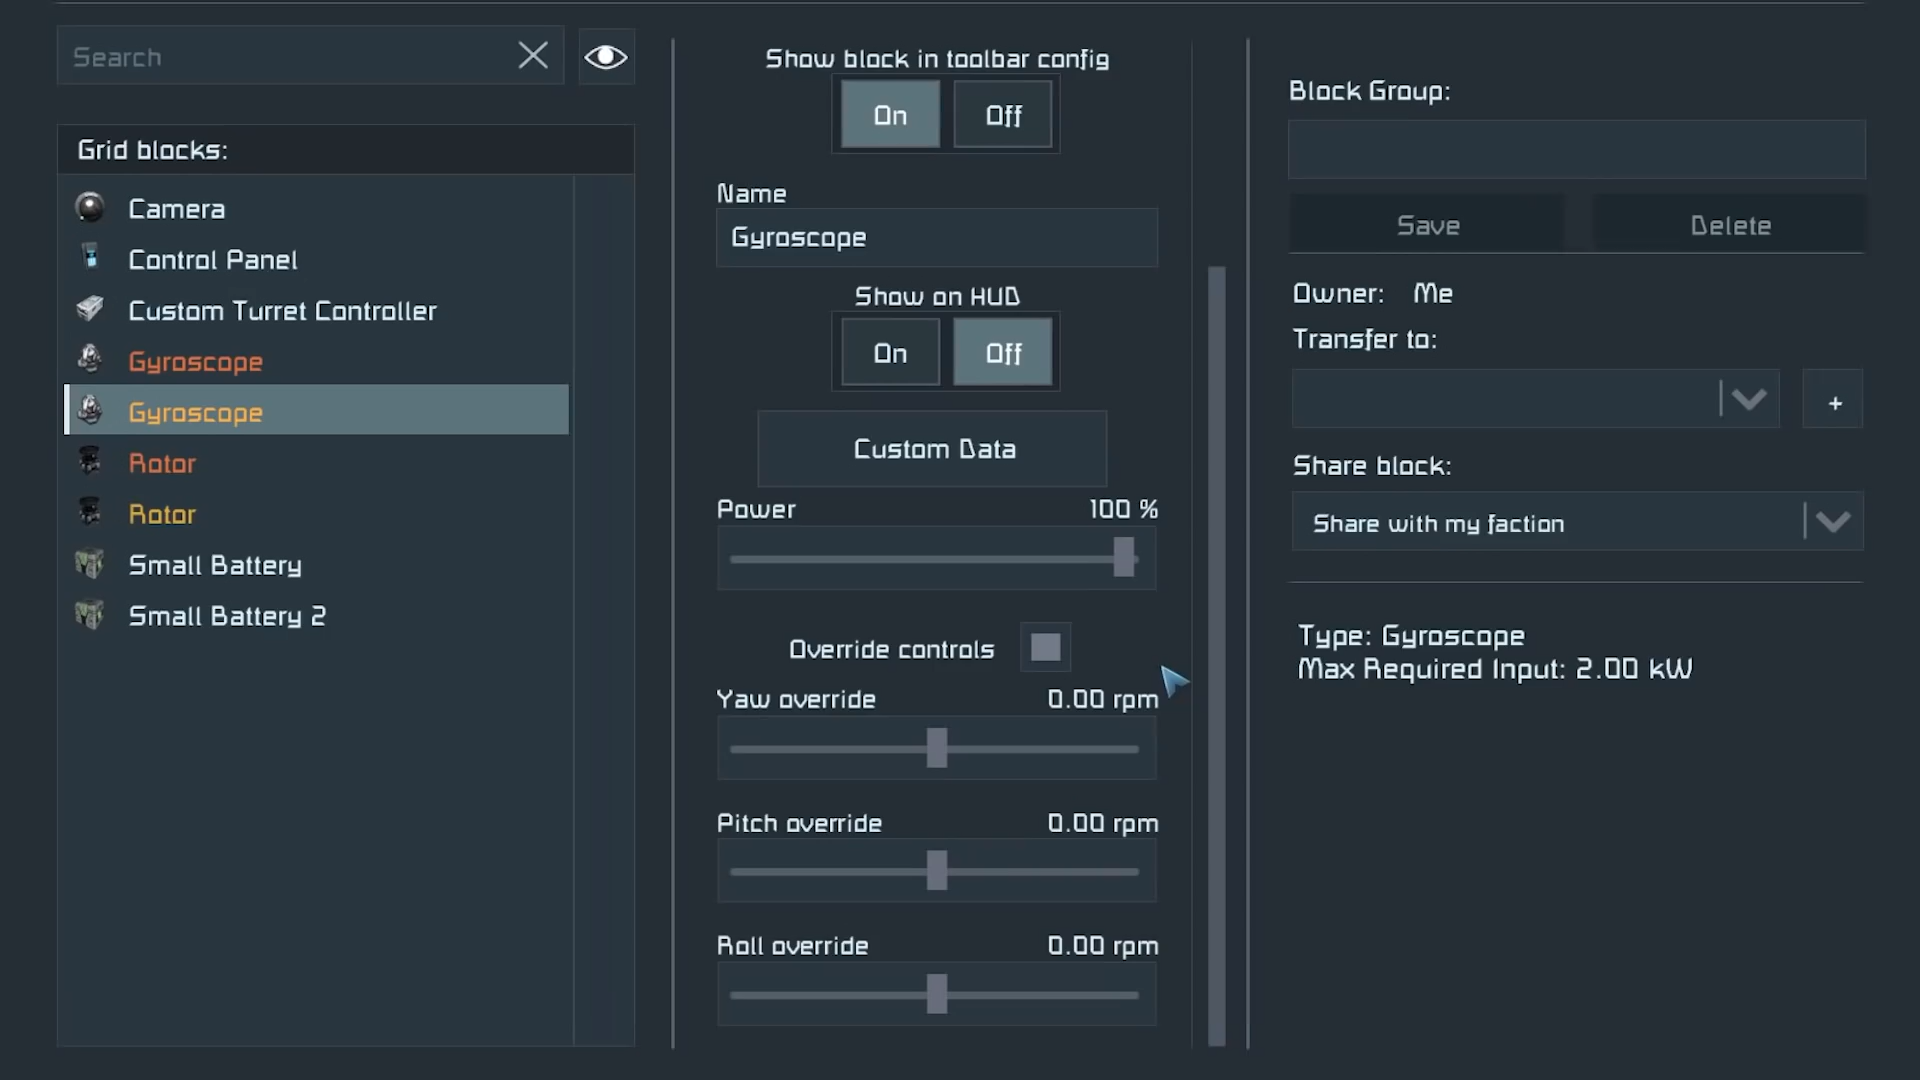 Search
Grid blocks:
Camera
Control Panel
Custom Turret Controller
Gyroscope
Gyroscope
Rotor
Rotor
Small Battery
Small Battery 2
Show block in toolbar config
On Off
Name
Gyroscope
Show on HUD
On Off
Custom Data
Power 100 %
Override controls
Yaw override 0.00 rpm
Pitch override 0.00 rpm
Roll override 0.00 rpm
Block Group:
Save Delete
Owner: Me
Transfer to:
+
Share block:
Share with my faction
Type: Gyroscope
Max Required Input: 2.00 kW